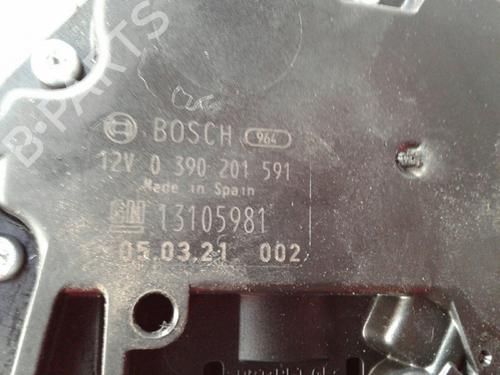 B-PARTS
BOSCH 964
12V 0 390 201 591
Made in Spain
GM 13105981
05.03.21 002